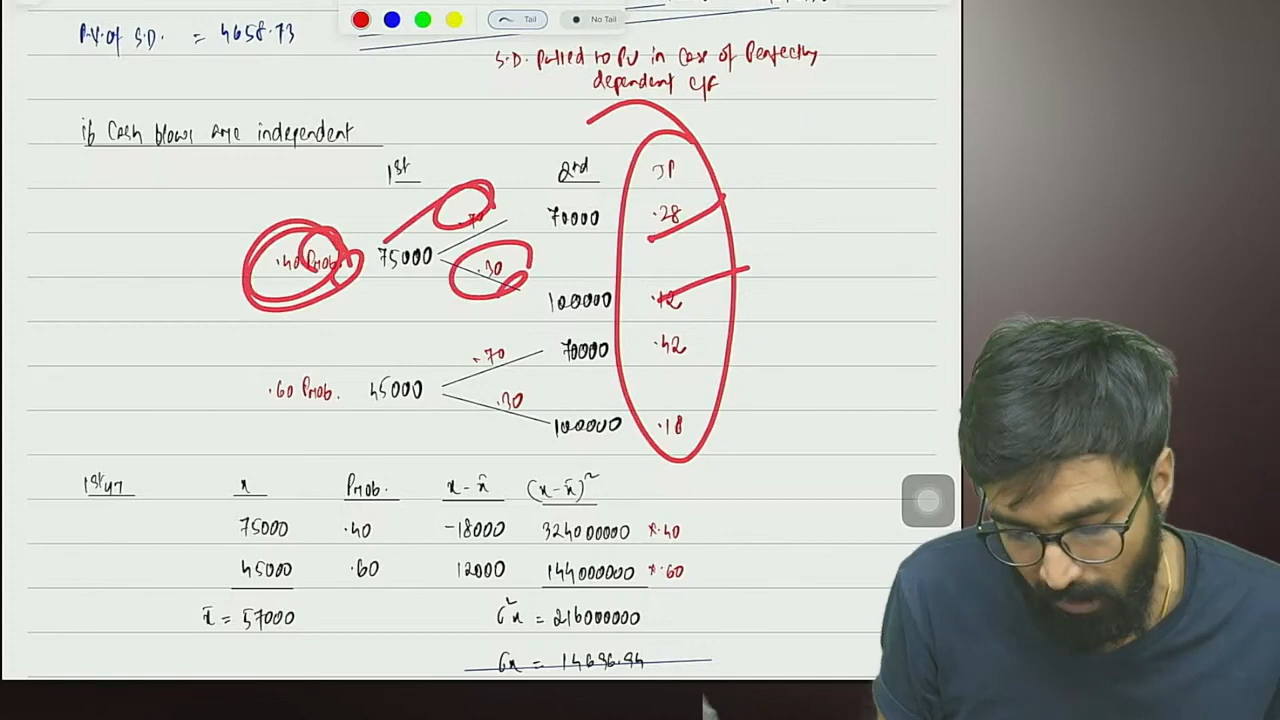 Tail No Tail
P.V. of S.D. = 4658.73
S.D. pulled to PV in Case of Perfectly
dependent C/F
if Cash flows are independent
1st 2nd JP
.70 70000 .28
.40 Prob. 75000
.30
100000 .12
.70 70000 .42
.60 Prob. 45000
.30
100000 .18
1st yr x Prob. x-x̄ (x-x̄)²
75000 .40 -18000 324000000 *.40
45000 .60 12000 144000000 *.60
x̄ = 57000 σ²x = 216000000
σx = 14696.94